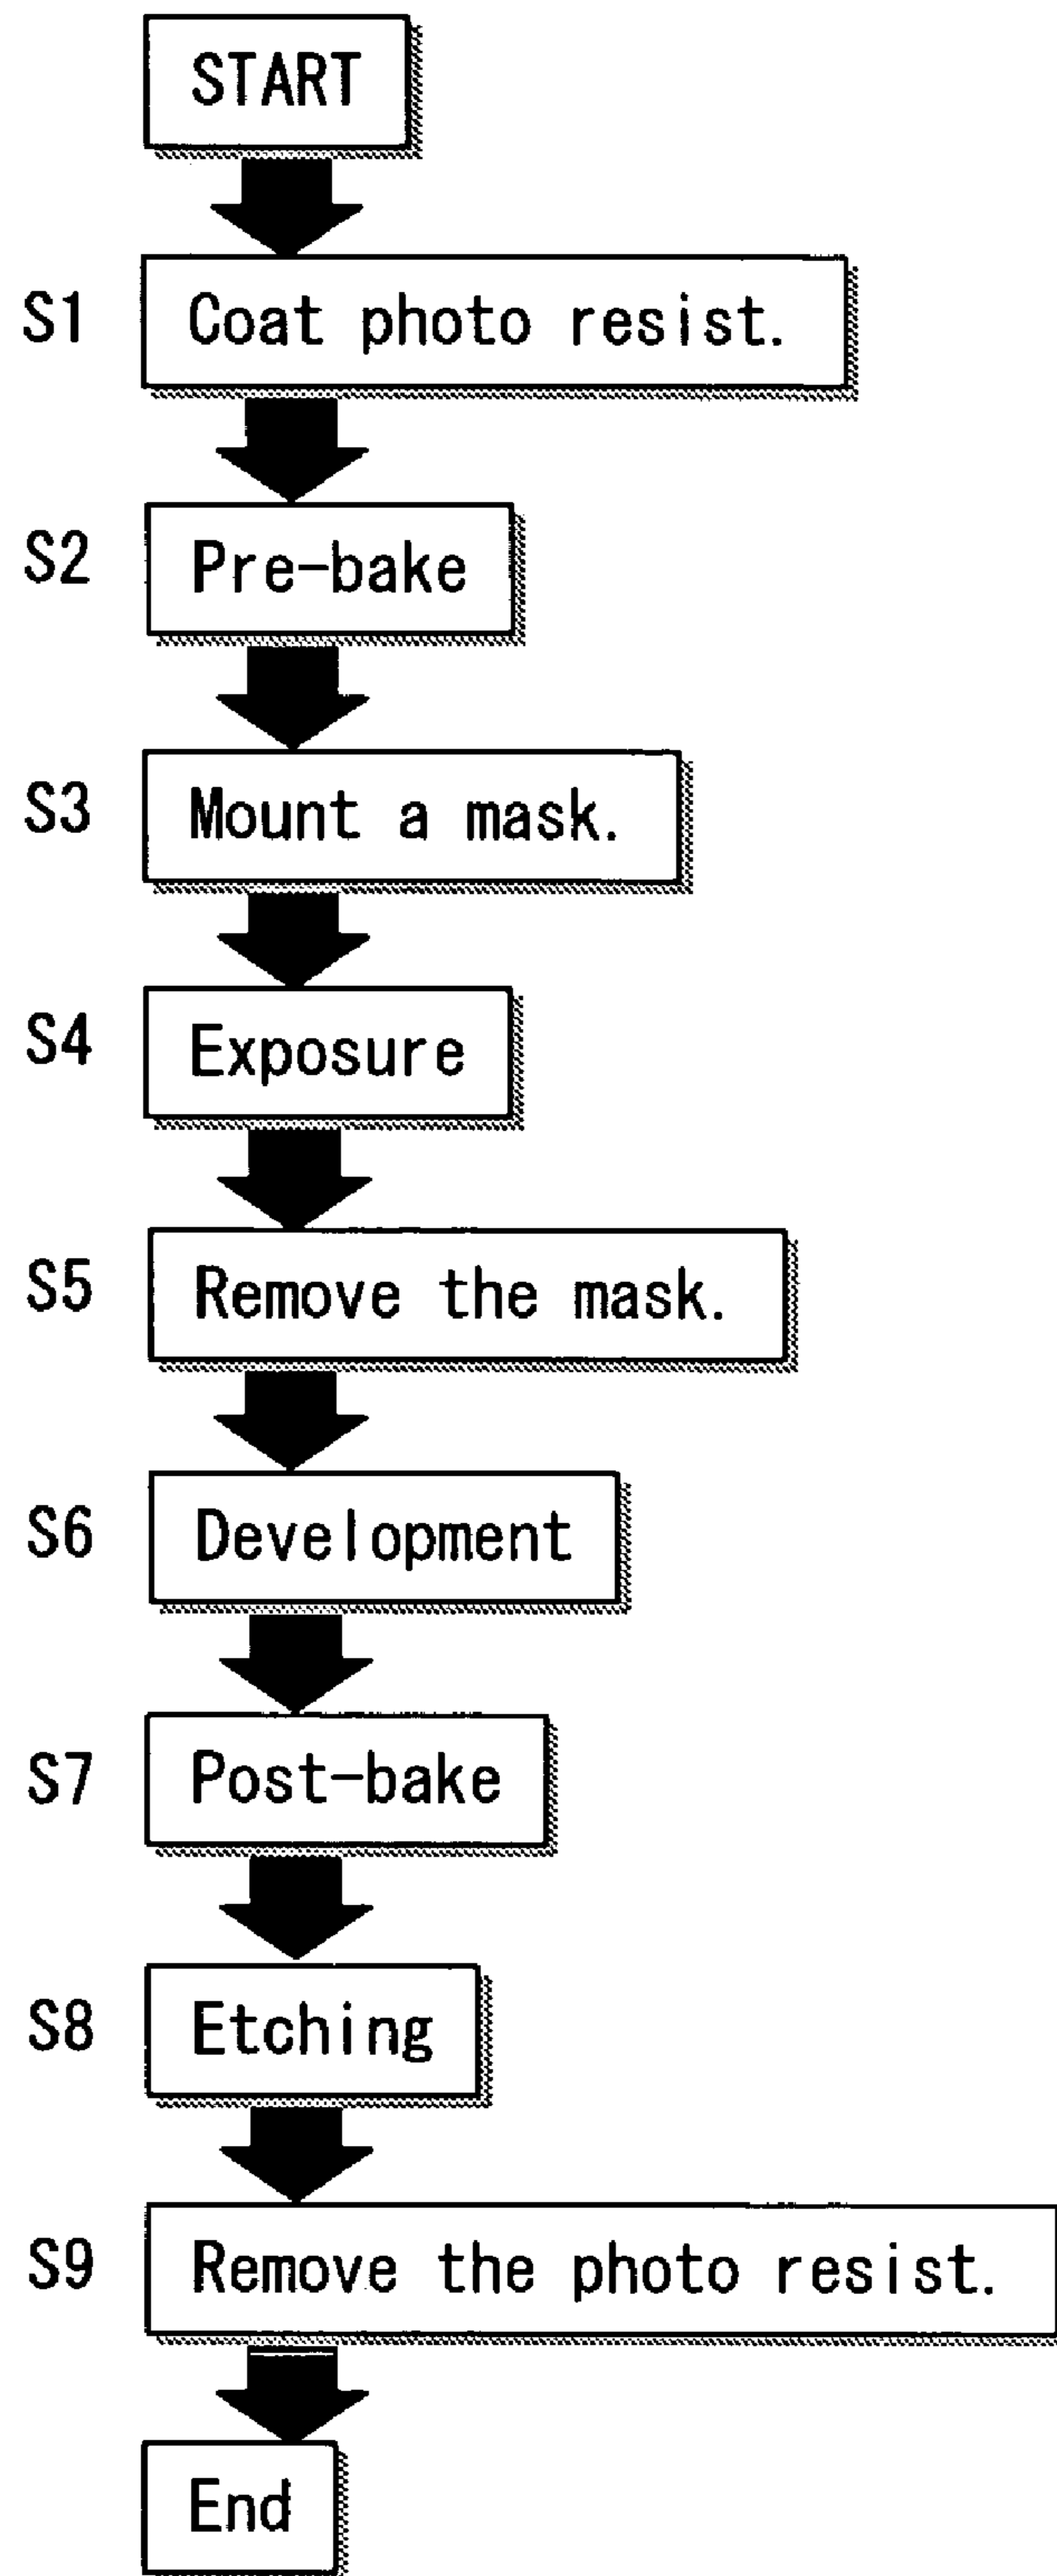 START
S1 Coat photo resist.
S2 Pre-bake
S3 Mount a mask.
S4 Exposure
S5 Remove the mask.
S6 Development
S7 Post-bake
S8 Etching
S9 Remove the photo resist.
End